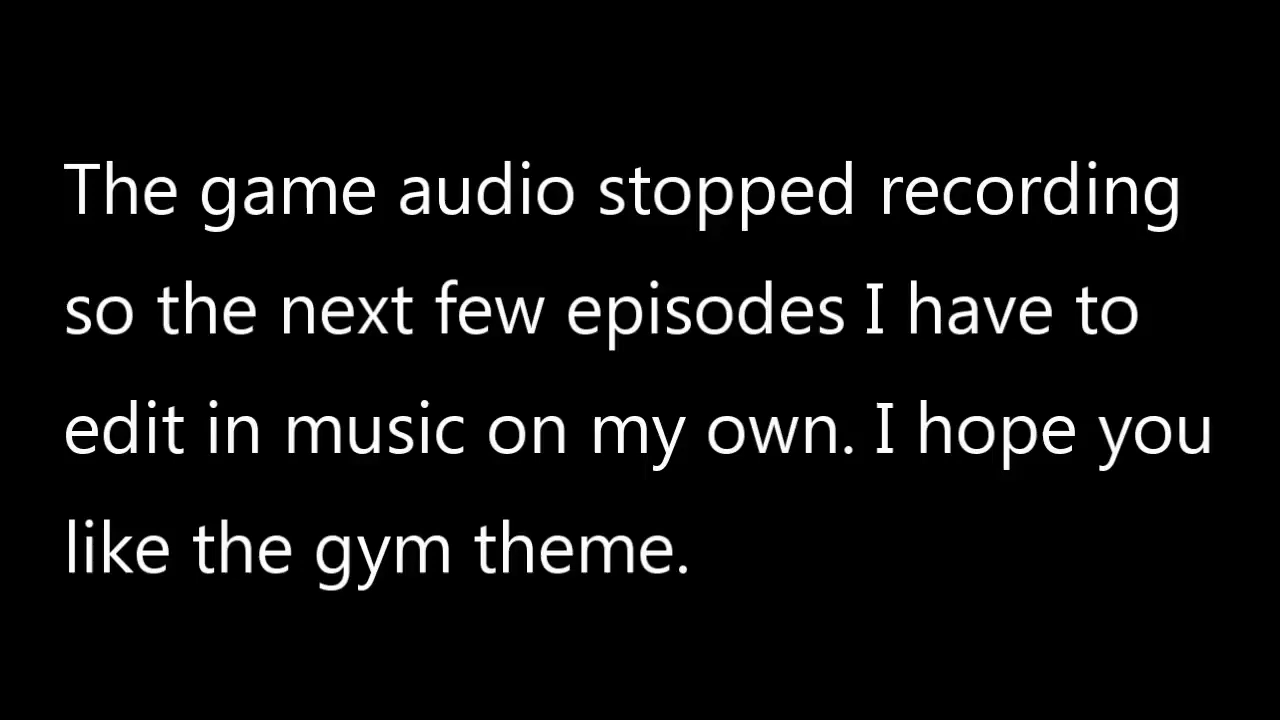 The game audio stopped recording
so the next few episodes I have to
edit in music on my own. I hope you
like the gym theme.